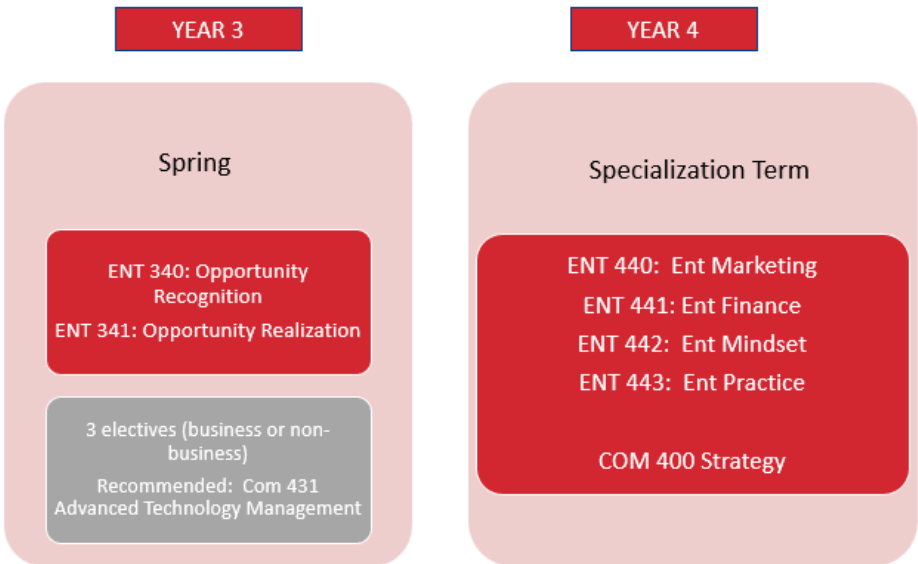 YEAR 3
Spring
ENT 340: Opportunity
Recognition
ENT 341: Opportunity Realization
3 electives (business or non-
business)
Recommended:  Com 431
Advanced Technology Management
YEAR 4
Specialization Term
ENT 440:  Ent Marketing
ENT 441: Ent Finance
ENT 442:  Ent Mindset
ENT 443:  Ent Practice
COM 400 Strategy